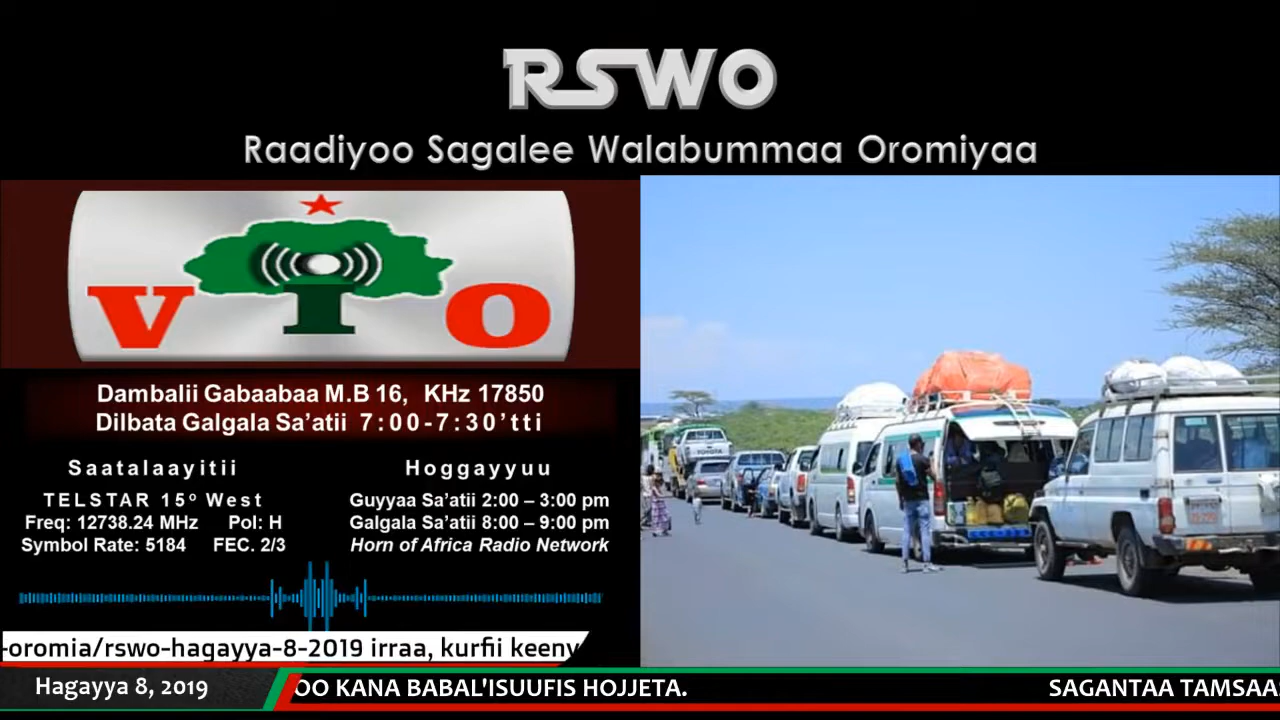 RSWO
Raadiyoo Sagalee Walabummaa Oromiyaa
V T O
Dambalii Gabaabaa M.B 16, KHz 17850
Dilbata Galgala Sa'atii 7:00-7:30'tti
Saatalaayitii
TELSTAR 15º West
Freq: 12738.24 MHz Pol: H
Symbol Rate: 5184 FEC. 2/3
Hoggayyuu
Guyyaa Sa'atii 2:00 – 3:00 pm
Galgala Sa'atii 8:00 – 9:00 pm
Horn of Africa Radio Network
TOYOTA
-oromia/rswo-hagayya-8-2019 irraa, kurfii keeny
Hagayya 8, 2019
OO KANA BABAL'ISUUFIS HOJJETA.
SAGANTAA TAMSAA